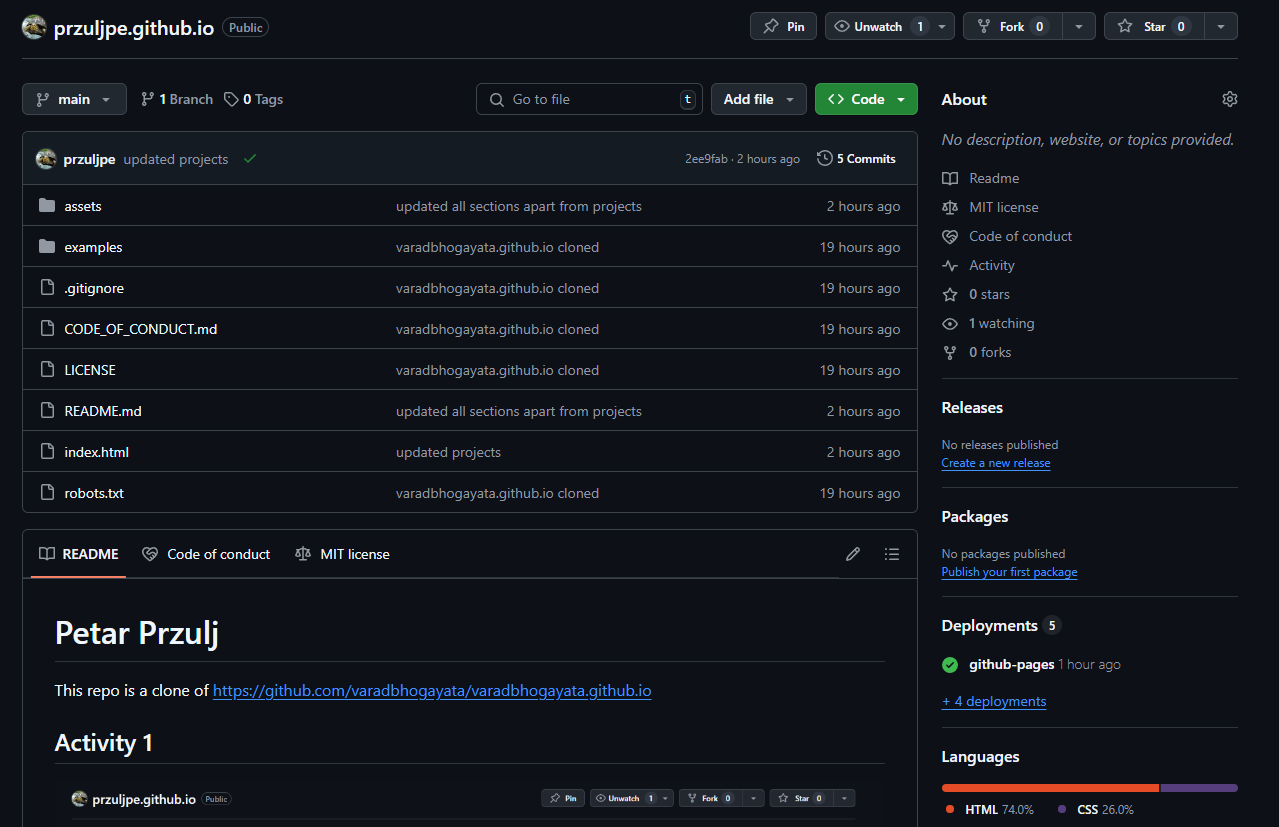 przuljpe.github.io Public Pin Unwatch 1 Fork 0 Star 0
main 1 Branch 0 Tags Go to file t Add file Code
przuljpe updated projects 2ee9fab · 2 hours ago 5 Commits
assets updated all sections apart from projects 2 hours ago
examples varadbhogayata.github.io cloned 19 hours ago
.gitignore varadbhogayata.github.io cloned 19 hours ago
CODE_OF_CONDUCT.md varadbhogayata.github.io cloned 19 hours ago
LICENSE varadbhogayata.github.io cloned 19 hours ago
README.md updated all sections apart from projects 2 hours ago
index.html updated projects 2 hours ago
robots.txt varadbhogayata.github.io cloned 19 hours ago
README Code of conduct MIT license
Petar Przulj
This repo is a clone of https://github.com/varadbhogayata/varadbhogayata.github.io
Activity 1
przuljpe.github.io Public Pin Unwatch 1 Fork 0 Star 0
About
No description, website, or topics provided.
Readme
MIT license
Code of conduct
Activity
0 stars
1 watching
0 forks
Releases
No releases published
Create a new release
Packages
No packages published
Publish your first package
Deployments 5
github-pages 1 hour ago
+ 4 deployments
Languages
HTML 74.0% CSS 26.0%